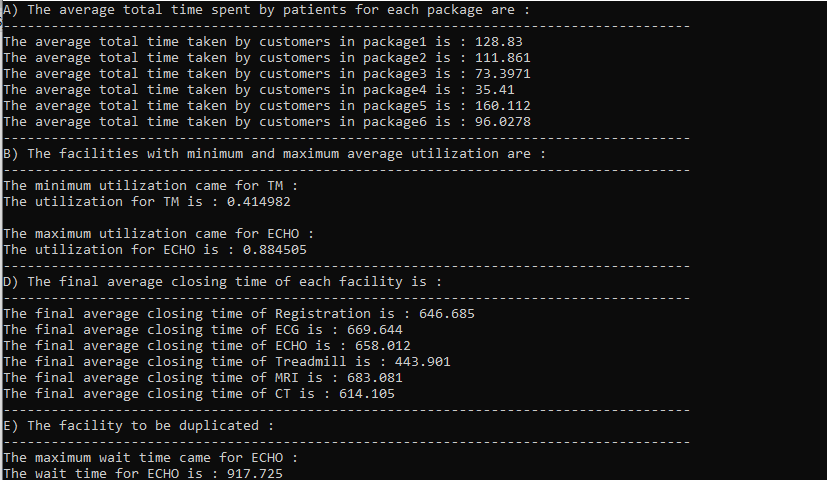 A) The average total time spent by patients for each package are :
--------------------------------------------------------------------------------------
The average total time taken by customers in package1 is : 128.83
The average total time taken by customers in package2 is : 111.861
The average total time taken by customers in package3 is : 73.3971
The average total time taken by customers in package4 is : 35.41
The average total time taken by customers in package5 is : 160.112
The average total time taken by customers in package6 is : 96.0278
--------------------------------------------------------------------------------------
B) The facilities with minimum and maximum average utilization are :
--------------------------------------------------------------------------------------
The minimum utilization came for TM :
The utilization for TM is : 0.414982
The maximum utilization came for ECHO :
The utilization for ECHO is : 0.884505
--------------------------------------------------------------------------------------
D) The final average closing time of each facility is :
--------------------------------------------------------------------------------------
The final average closing time of Registration is : 646.685
The final average closing time of ECG is : 669.644
The final average closing time of ECHO is : 658.012
The final average closing time of Treadmill is : 443.901
The final average closing time of MRI is : 683.081
The final average closing time of CT is : 614.105
--------------------------------------------------------------------------------------
E) The facility to be duplicated :
--------------------------------------------------------------------------------------
The maximum wait time came for ECHO :
The wait time for ECHO is : 917.725